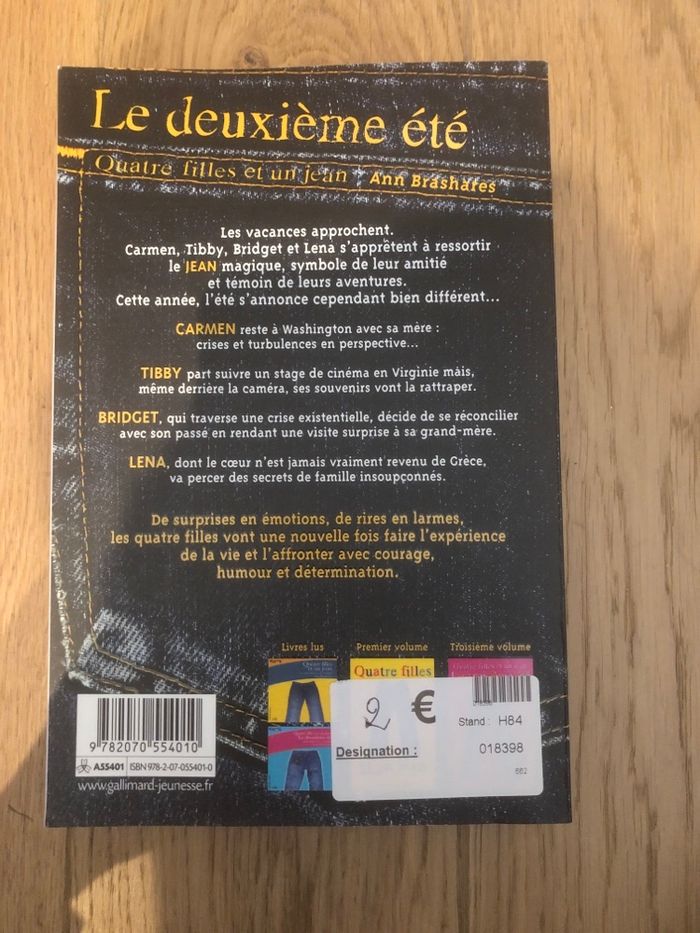 Le deuxième été
Quatre filles et un jean Ann Brashares
Les vacances approchent.
Carmen, Tibby, Bridget et Lena s'apprêtent à ressortir
le JEAN magique, symbole de leur amitié
et témoin de leurs aventures.
Cette année, l'été s'annonce cependant bien différent...
CARMEN reste à Washington avec sa mère :
crises et turbulences en perspective...
TIBBY part suivre un stage de cinéma en Virginie mais,
même derrière la caméra, ses souvenirs vont la rattraper.
BRIDGET, qui traverse une crise existentielle, décide de se réconcilier
avec son passé en rendant une visite surprise à sa grand-mère.
LENA, dont le cœur n'est jamais vraiment revenu de Grèce,
va percer des secrets de famille insoupçonnés.
De surprises en émotions, de rires en larmes,
les quatre filles vont une nouvelle fois faire l'expérience
de la vie et l'affronter avec courage,
humour et détermination.
Livres lus Premier volume Troisième volume
Quatre filles
2 €
Stand : H84
Designation : 018398
662
9 782070 554010
A55401 ISBN 978-2-07-055401-0
www.gallimard-jeunesse.fr